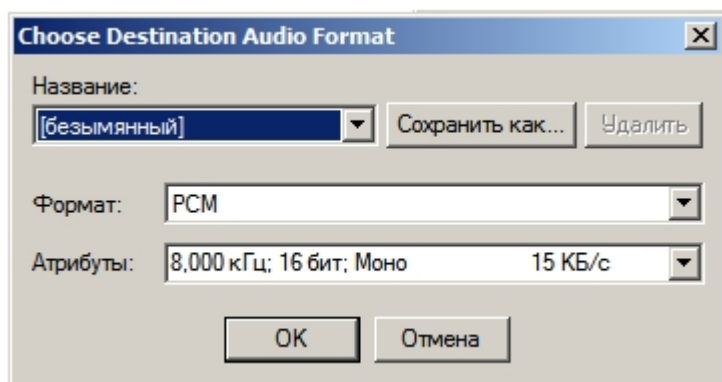 Choose Destination Audio Format
Название:
[безымянный] Сохранить как... Удалить
Формат: PCM
Атрибуты: 8,000 кГц; 16 бит; Моно 15 КБ/с
OK Отмена